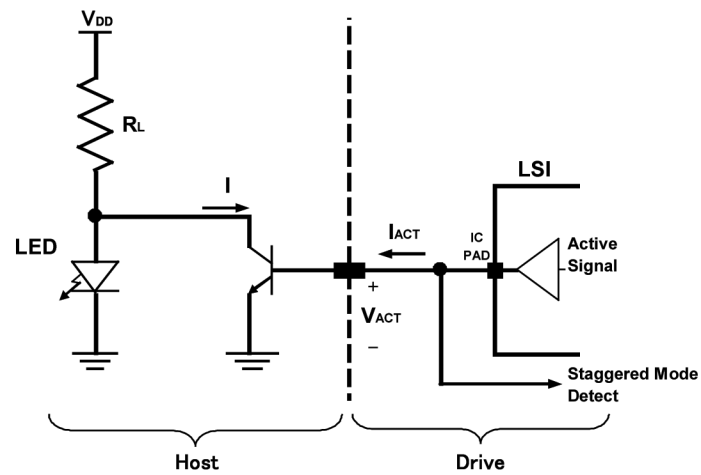 VDD
RL
I
LED
LSI
IACT
IC
PAD
Active
Signal
+
VACT
−
Staggered Mode
Detect
Host
Drive